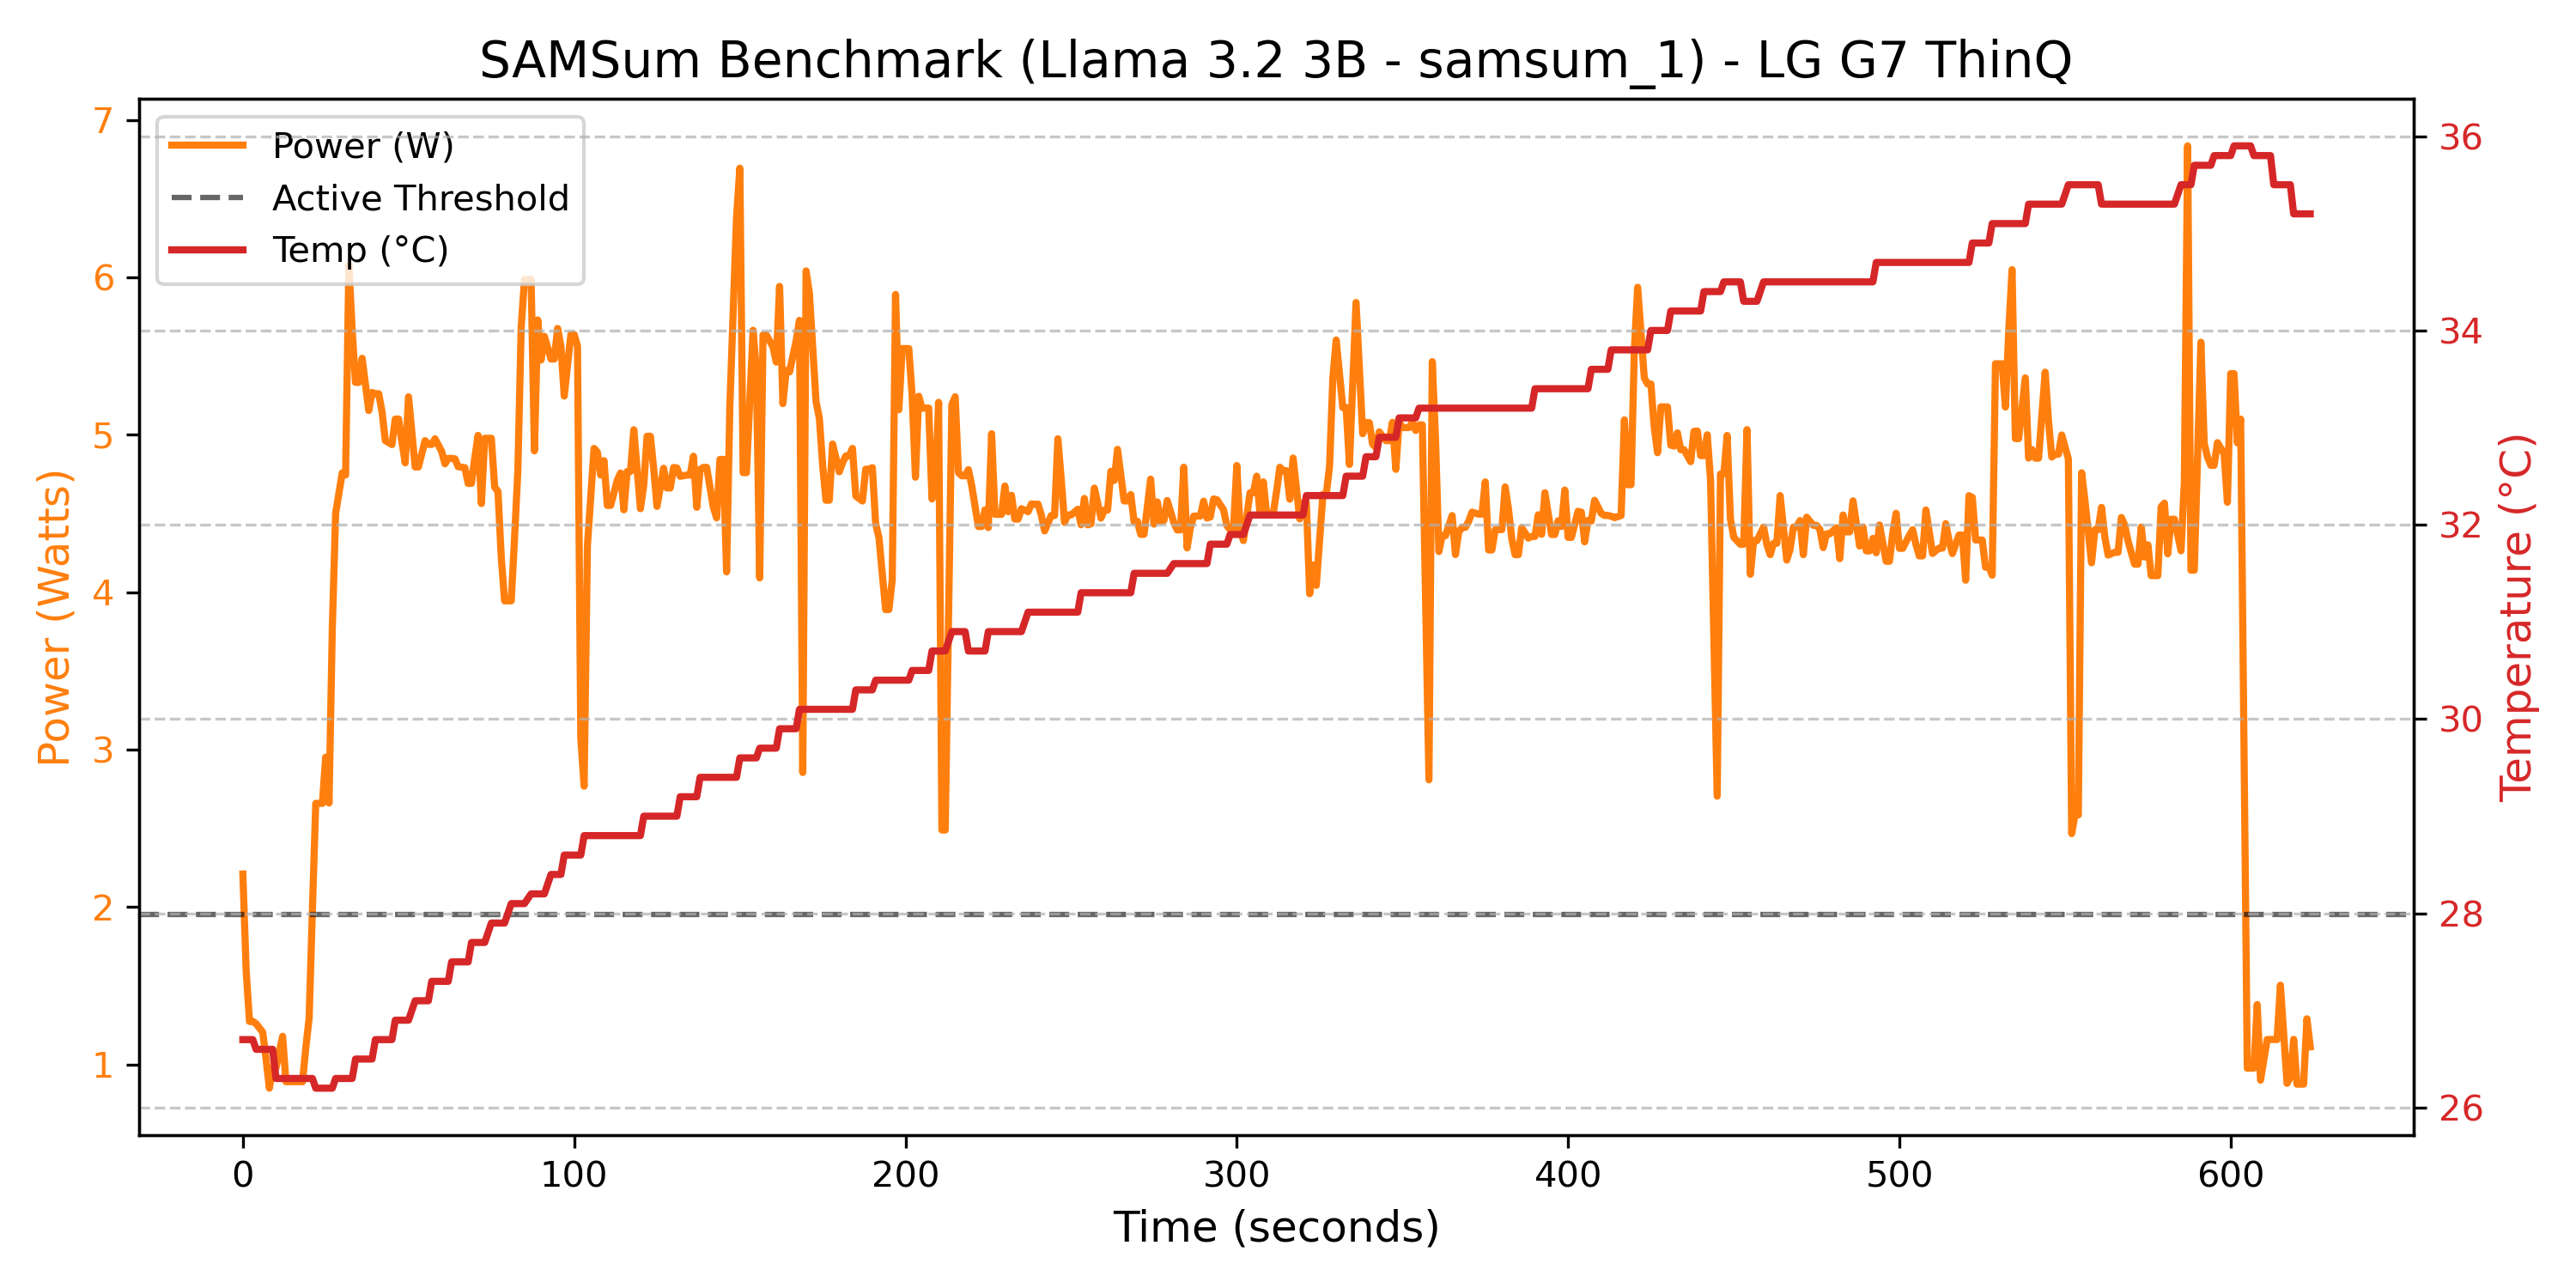 SAMSum Benchmark (Llama 3.2 3B - samsum_1) - LG G7 ThinQ
Power (W)
Active Threshold
Temp (°C)
Power (Watts)
7
6
5
4
3
2
1
36
34
32
30
28
26
Temperature (°C)
0 100 200 300 400 500 600
Time (seconds)